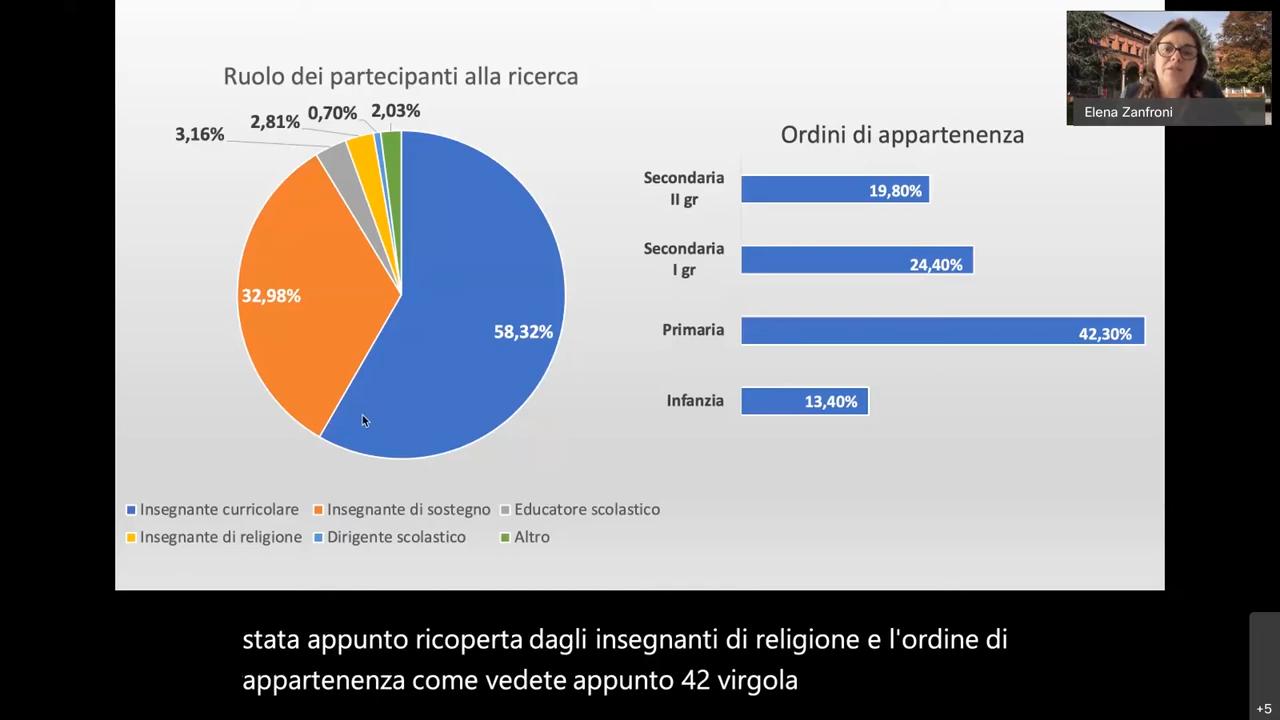 Elena Zanfroni
Ruolo dei partecipanti alla ricerca
3,16%
2,81%
0,70%
2,03%
32,98%
58,32%
Insegnante curricolare
Insegnante di sostegno
Educatore scolastico
Insegnante di religione
Dirigente scolastico
Altro
Ordini di appartenenza
Secondaria
II gr
19,80%
Secondaria
I gr
24,40%
Primaria
42,30%
Infanzia
13,40%
stata appunto ricoperta dagli insegnanti di religione e l'ordine di
appartenenza come vedete appunto 42 virgola
+5